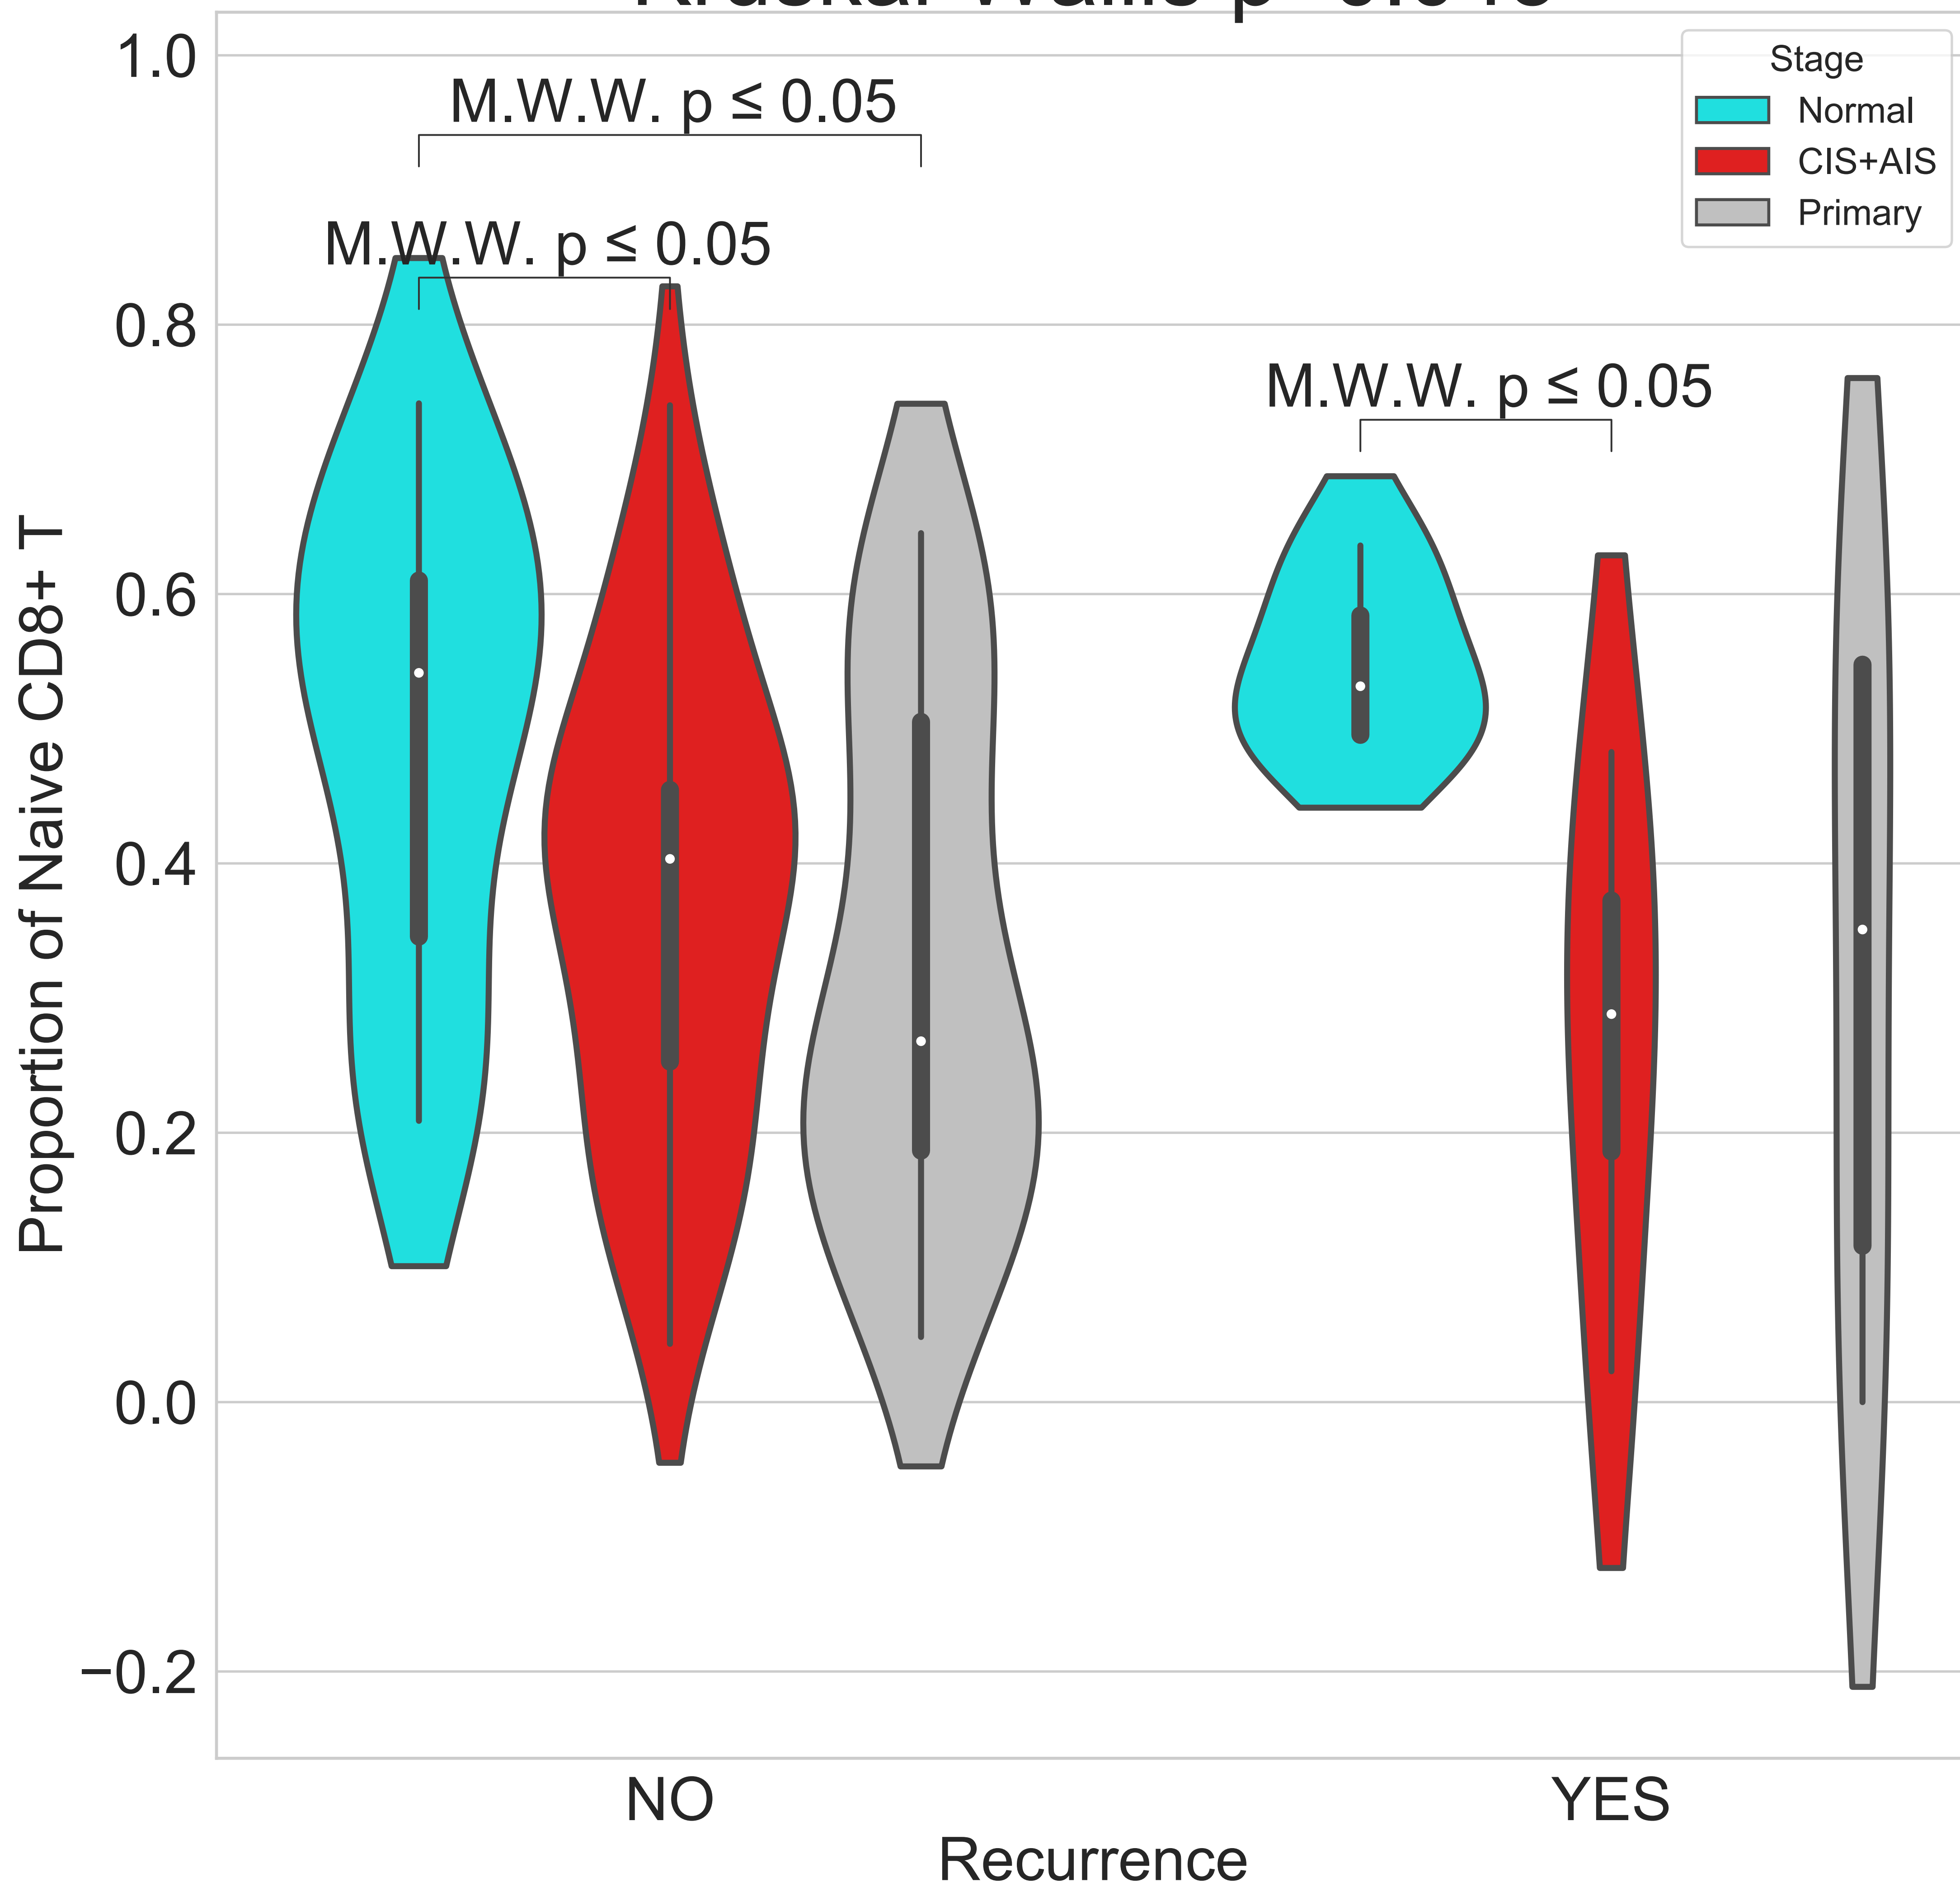 1.0
0.8
0.6
0.4
0.2
0.0
−0.2
Proportion of Naive CD8+ T
M.W.W. p ≤ 0.05
M.W.W. p ≤ 0.05
M.W.W. p ≤ 0.05
Stage
Normal
CIS+AIS
Primary
NO
YES
Recurrence